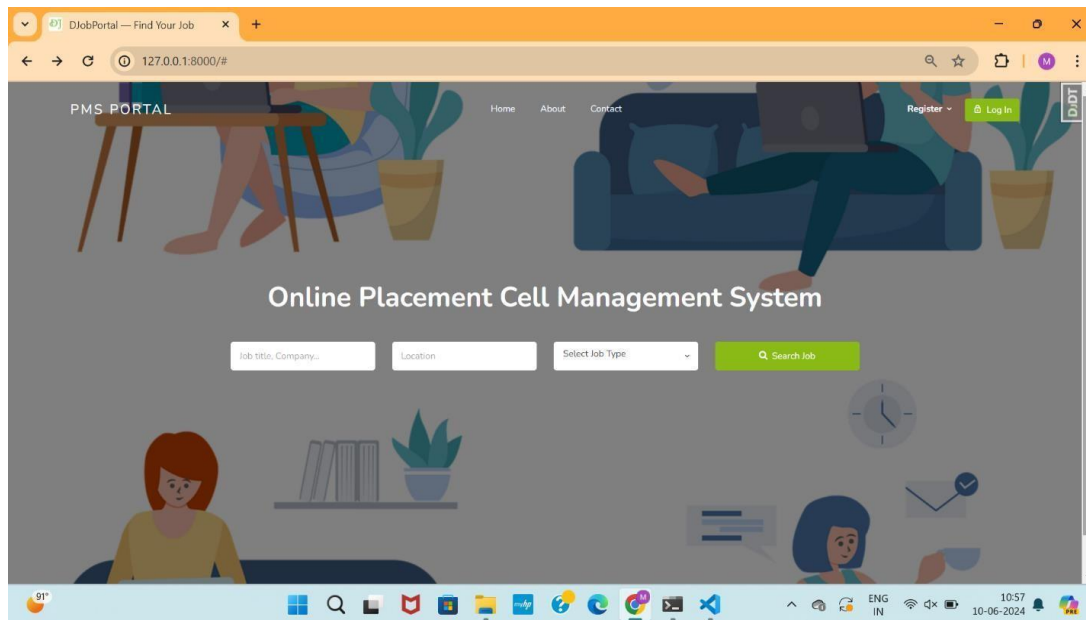 DJobPortal — Find Your Job
127.0.0.1:8000/#
M
PMS PORTAL
Home About Contact
Register
Log In
DJDT
Online Placement Cell Management System
Job title, Company...
Location
Select Job Type
Search Job
91°
myhp
M
ENG
IN
10:57
10-06-2024
PRE